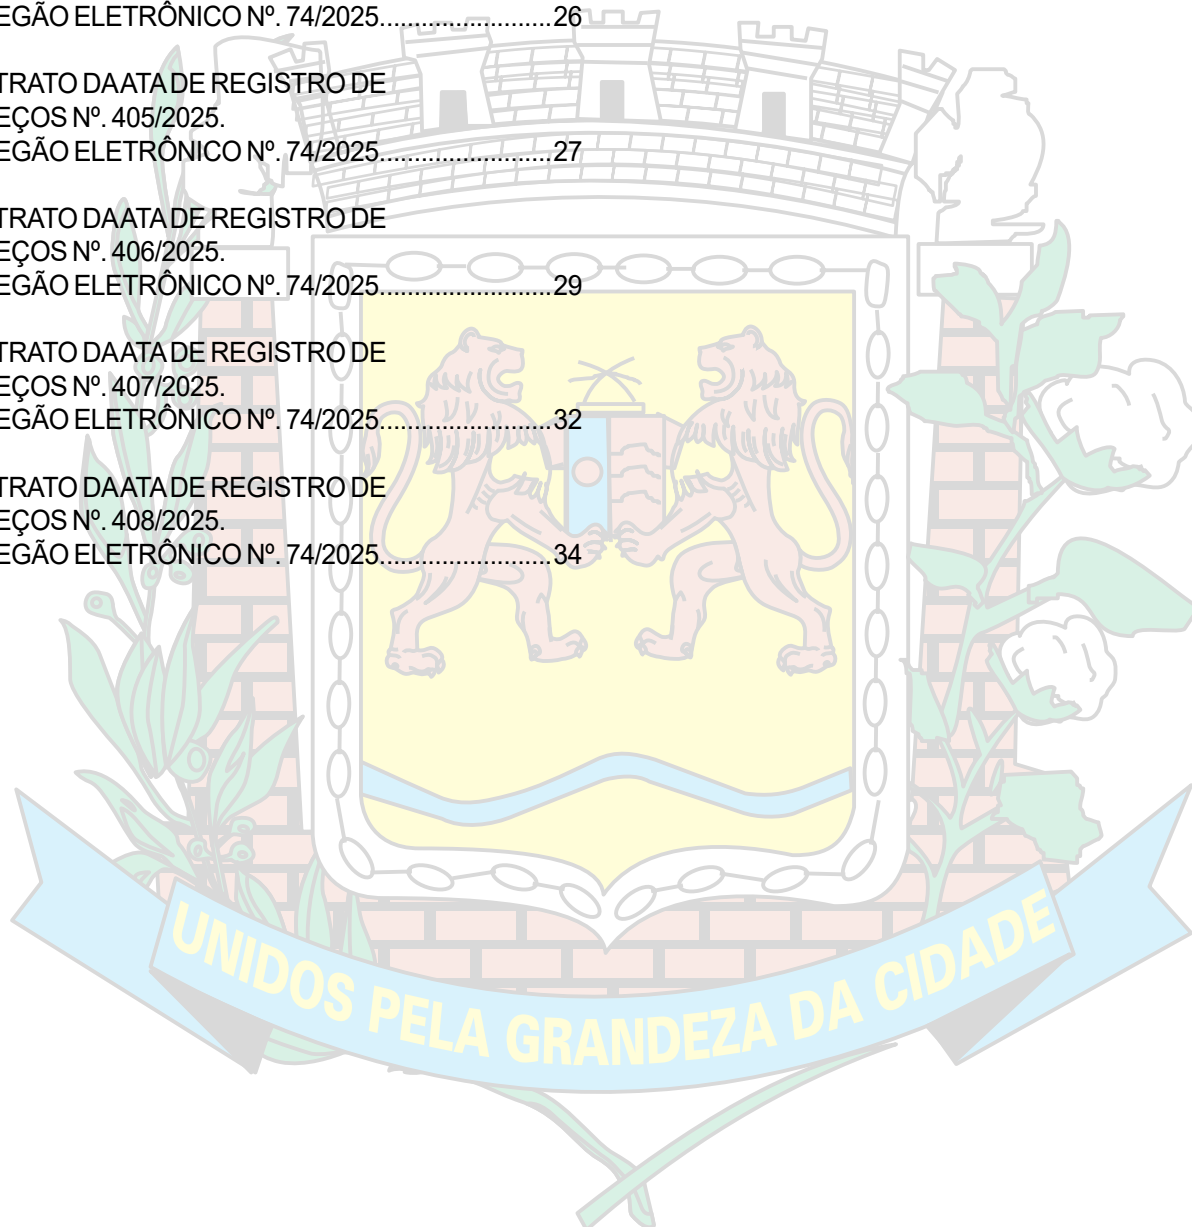 EGÃO ELETRÔNICO Nº. 74/2025.........................26
TRATO DA ATA DE REGISTRO DE
EÇOS Nº. 405/2025.
EGÃO ELETRÔNICO Nº. 74/2025.........................27
TRATO DA ATA DE REGISTRO DE
EÇOS Nº. 406/2025.
EGÃO ELETRÔNICO Nº. 74/2025.........................29
TRATO DA ATA DE REGISTRO DE
EÇOS Nº. 407/2025.
EGÃO ELETRÔNICO Nº. 74/2025.........................32
TRATO DA ATA DE REGISTRO DE
EÇOS Nº. 408/2025.
EGÃO ELETRÔNICO Nº. 74/2025.........................34
UNIDOS PELA GRANDEZA DA CIDADE